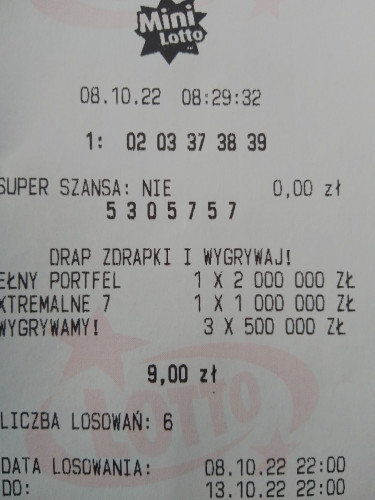 Mini
Lotto
08.10.22 08:29:32
1: 02 03 37 38 39
SUPER SZANSA: NIE 0,00 zł
5305757
DRAP ZDRAPKI I WYGRYWAJ!
EŁNY PORTFEL 1 X 2 000 000 ZŁ
XTREMALNE 7 1 X 1 000 000 ZŁ
WYGRYWAMY! 3 X 500 000 ZŁ
9,00 zł
LICZBA LOSOWAŃ: 6
LOTTO
DATA LOSOWANIA: 08.10.22 22:00
DO: 13.10.22 22:00